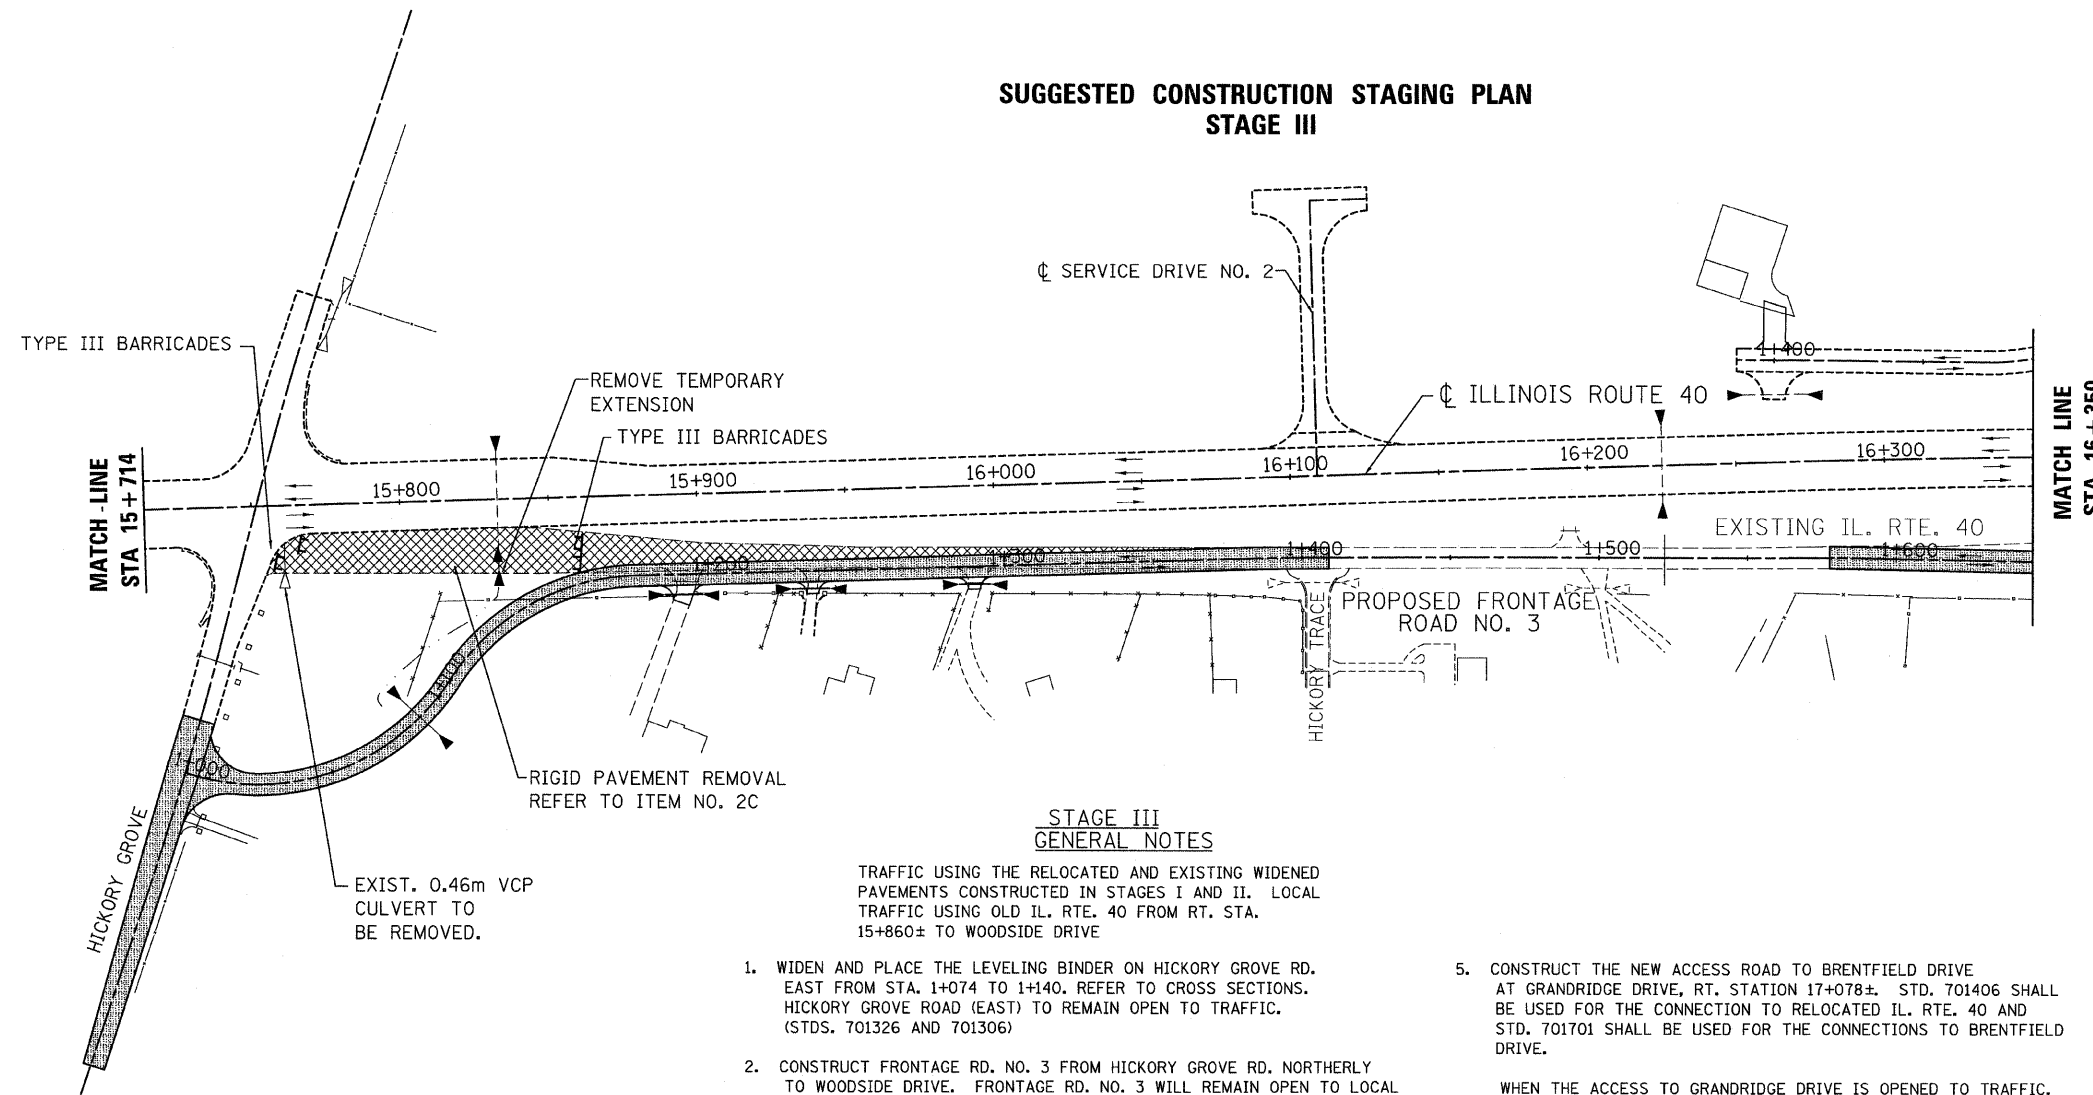 SUGGESTED CONSTRUCTION STAGING PLAN
STAGE III
℄ SERVICE DRIVE NO. 2
TYPE III BARRICADES
REMOVE TEMPORARY
EXTENSION
TYPE III BARRICADES
1+400
℄ ILLINOIS ROUTE 40
MATCH LINE
STA 15+714
15+800
15+900
16+000
16+100
16+200
16+300
MATCH LINE
STA 16+350
EXISTING IL. RTE. 40
1+200
1+300
1+400
1+500
1+600
PROPOSED FRONTAGE
ROAD NO. 3
HICKORY TRACE
RIGID PAVEMENT REMOVAL
REFER TO ITEM NO. 2C
HICKORY GROVE
EXIST. 0.46m VCP
CULVERT TO
BE REMOVED.
STAGE III
GENERAL NOTES
TRAFFIC USING THE RELOCATED AND EXISTING WIDENED
PAVEMENTS CONSTRUCTED IN STAGES I AND II. LOCAL
TRAFFIC USING OLD IL. RTE. 40 FROM RT. STA.
15+860± TO WOODSIDE DRIVE
1. WIDEN AND PLACE THE LEVELING BINDER ON HICKORY GROVE RD.
EAST FROM STA. 1+074 TO 1+140. REFER TO CROSS SECTIONS.
HICKORY GROVE ROAD (EAST) TO REMAIN OPEN TO TRAFFIC.
(STDS. 701326 AND 701306)
2. CONSTRUCT FRONTAGE RD. NO. 3 FROM HICKORY GROVE RD. NORTHERLY
TO WOODSIDE DRIVE. FRONTAGE RD. NO. 3 WILL REMAIN OPEN TO LOCAL
5. CONSTRUCT THE NEW ACCESS ROAD TO BRENTFIELD DRIVE
AT GRANDRIDGE DRIVE, RT. STATION 17+078±. STD. 701406 SHALL
BE USED FOR THE CONNECTION TO RELOCATED IL. RTE. 40 AND
STD. 701701 SHALL BE USED FOR THE CONNECTIONS TO BRENTFIELD
DRIVE.
WHEN THE ACCESS TO GRANDRIDGE DRIVE IS OPENED TO TRAFFIC.